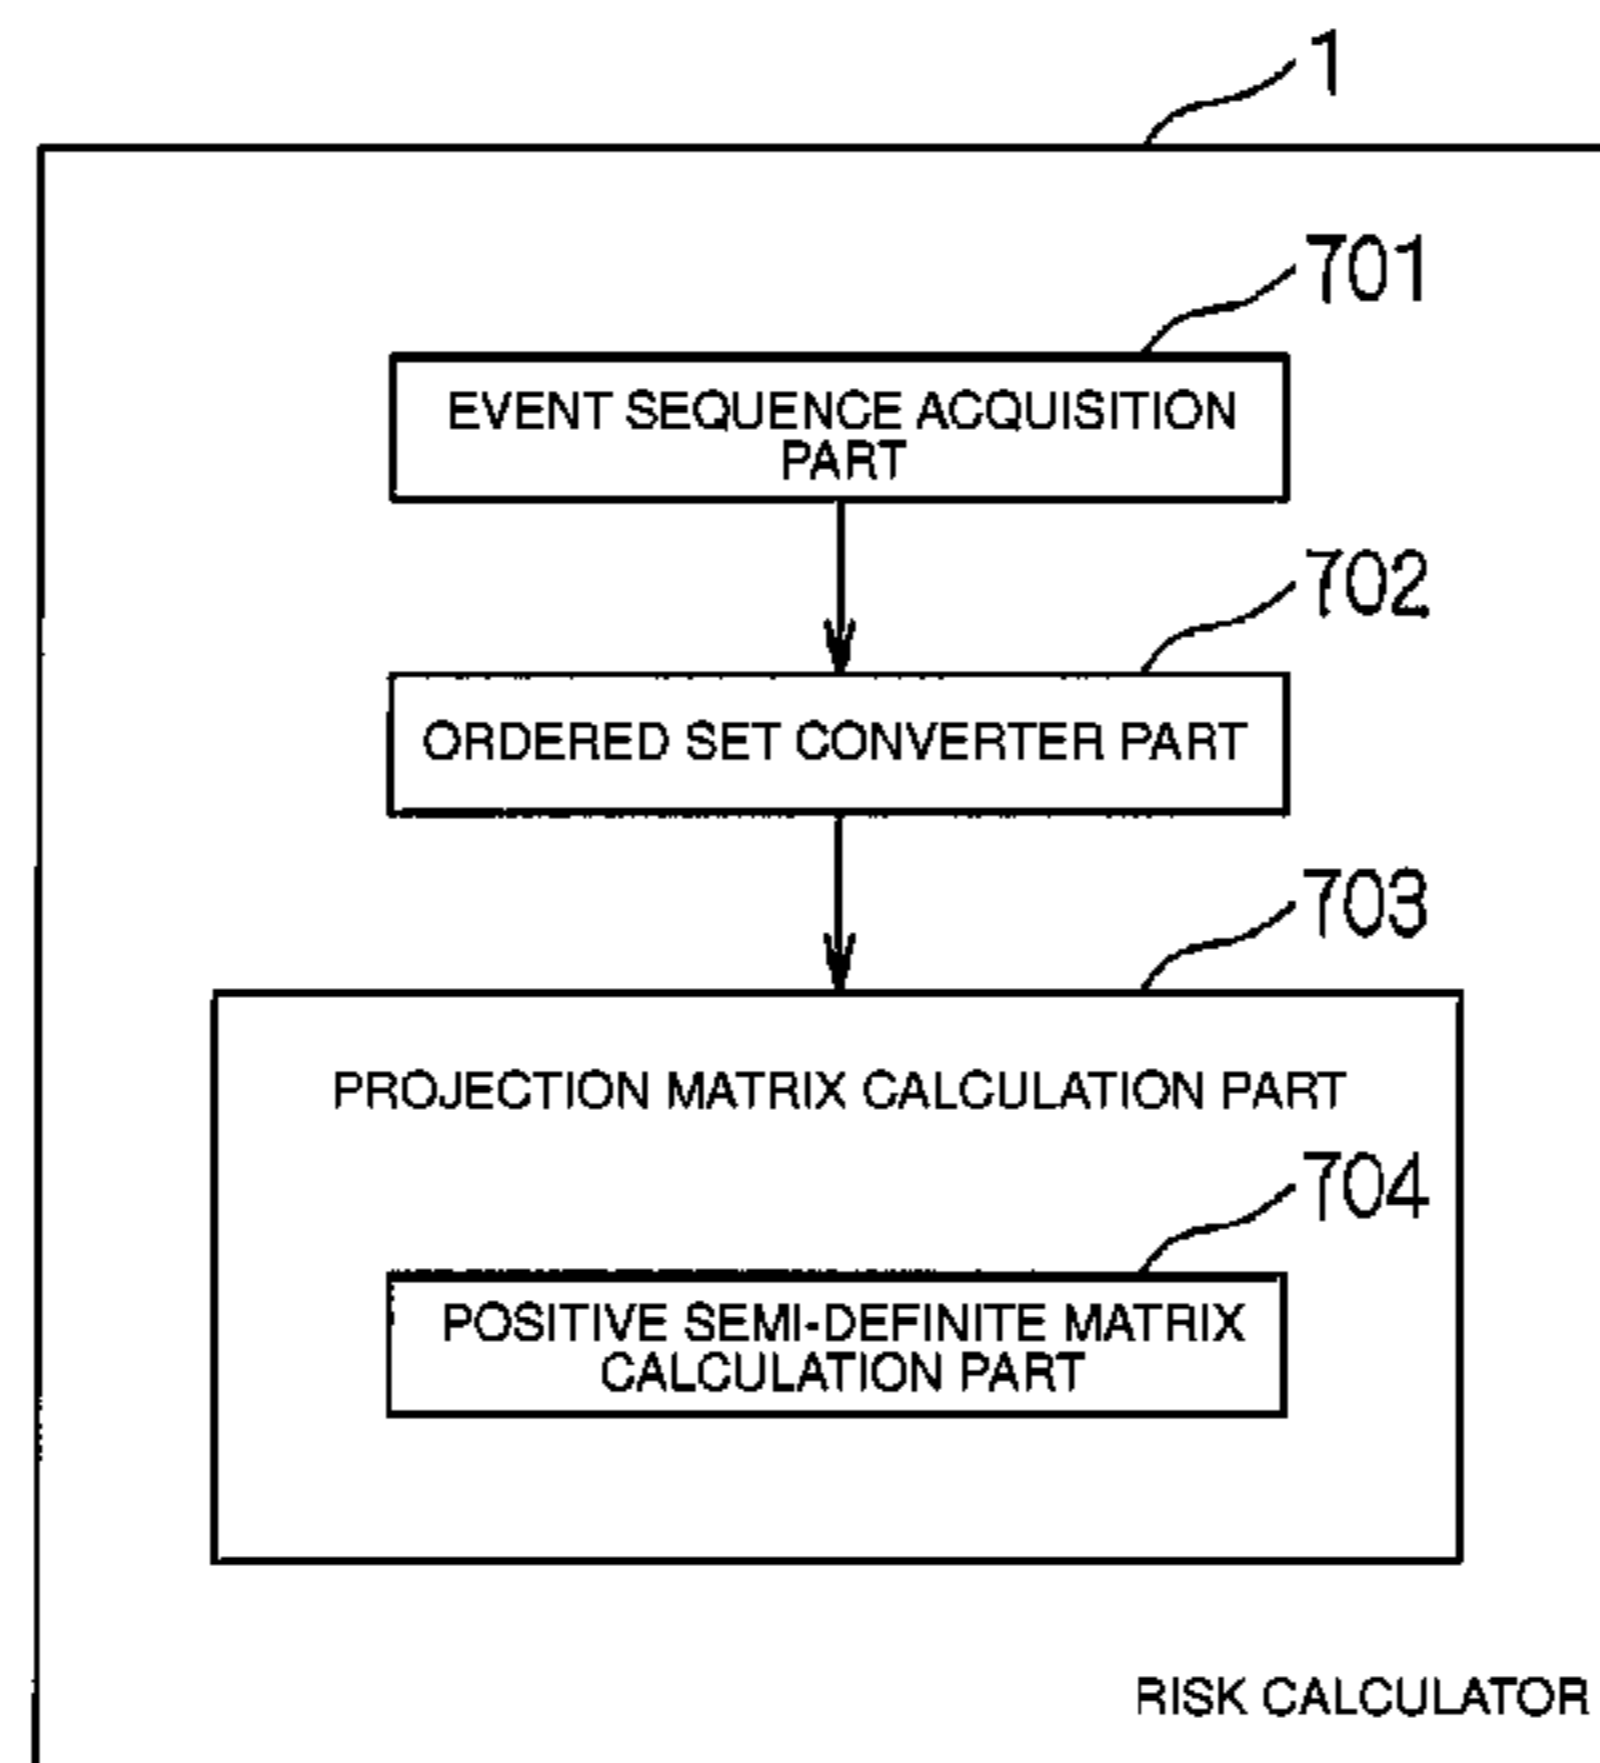 1
701
EVENT SEQUENCE ACQUISITION
PART
702
ORDERED SET CONVERTER PART
703
PROJECTION MATRIX CALCULATION PART
704
POSITIVE SEMI-DEFINITE MATRIX
CALCULATION PART
RISK CALCULATOR